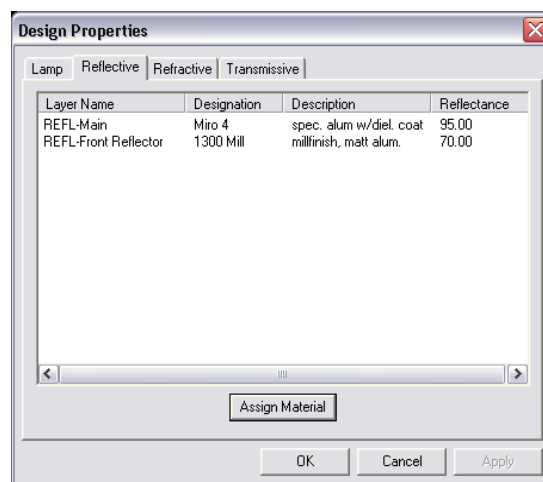 Design Properties
Lamp Reflective Refractive Transmissive
Layer Name Designation Description Reflectance
REFL-Main Miro 4 spec. alum w/diel. coat 95.00
REFL-Front Reflector 1300 Mill millfinish, matt alum. 70.00
Assign Material
OK Cancel Apply